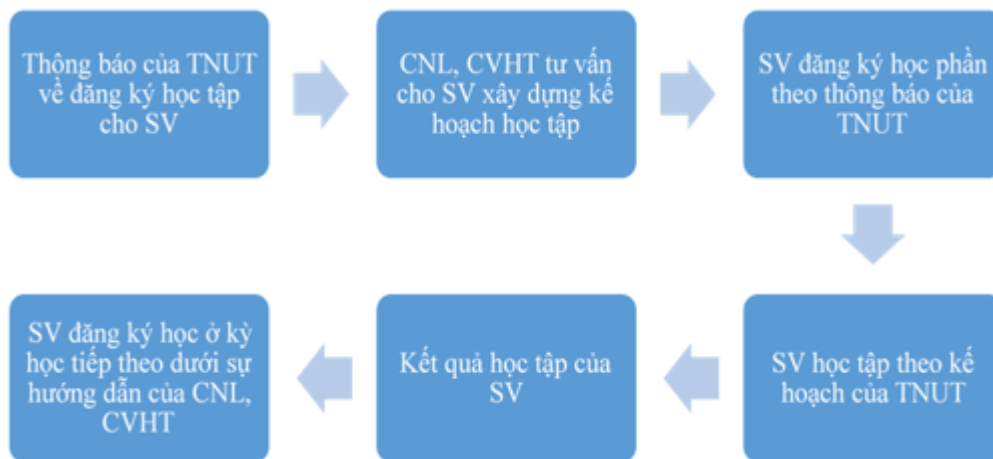 Thông báo của TNUT
về đăng ký học tập
cho SV
CNL, CVHT tư vấn
cho SV xây dựng kế
hoạch học tập
SV đăng ký học phần
theo thông báo của
TNUT
SV học tập theo kế
hoạch của TNUT
Kết quả học tập của
SV
SV đăng ký học ở kỳ
học tiếp theo dưới sự
hướng dẫn của CNL,
CVHT